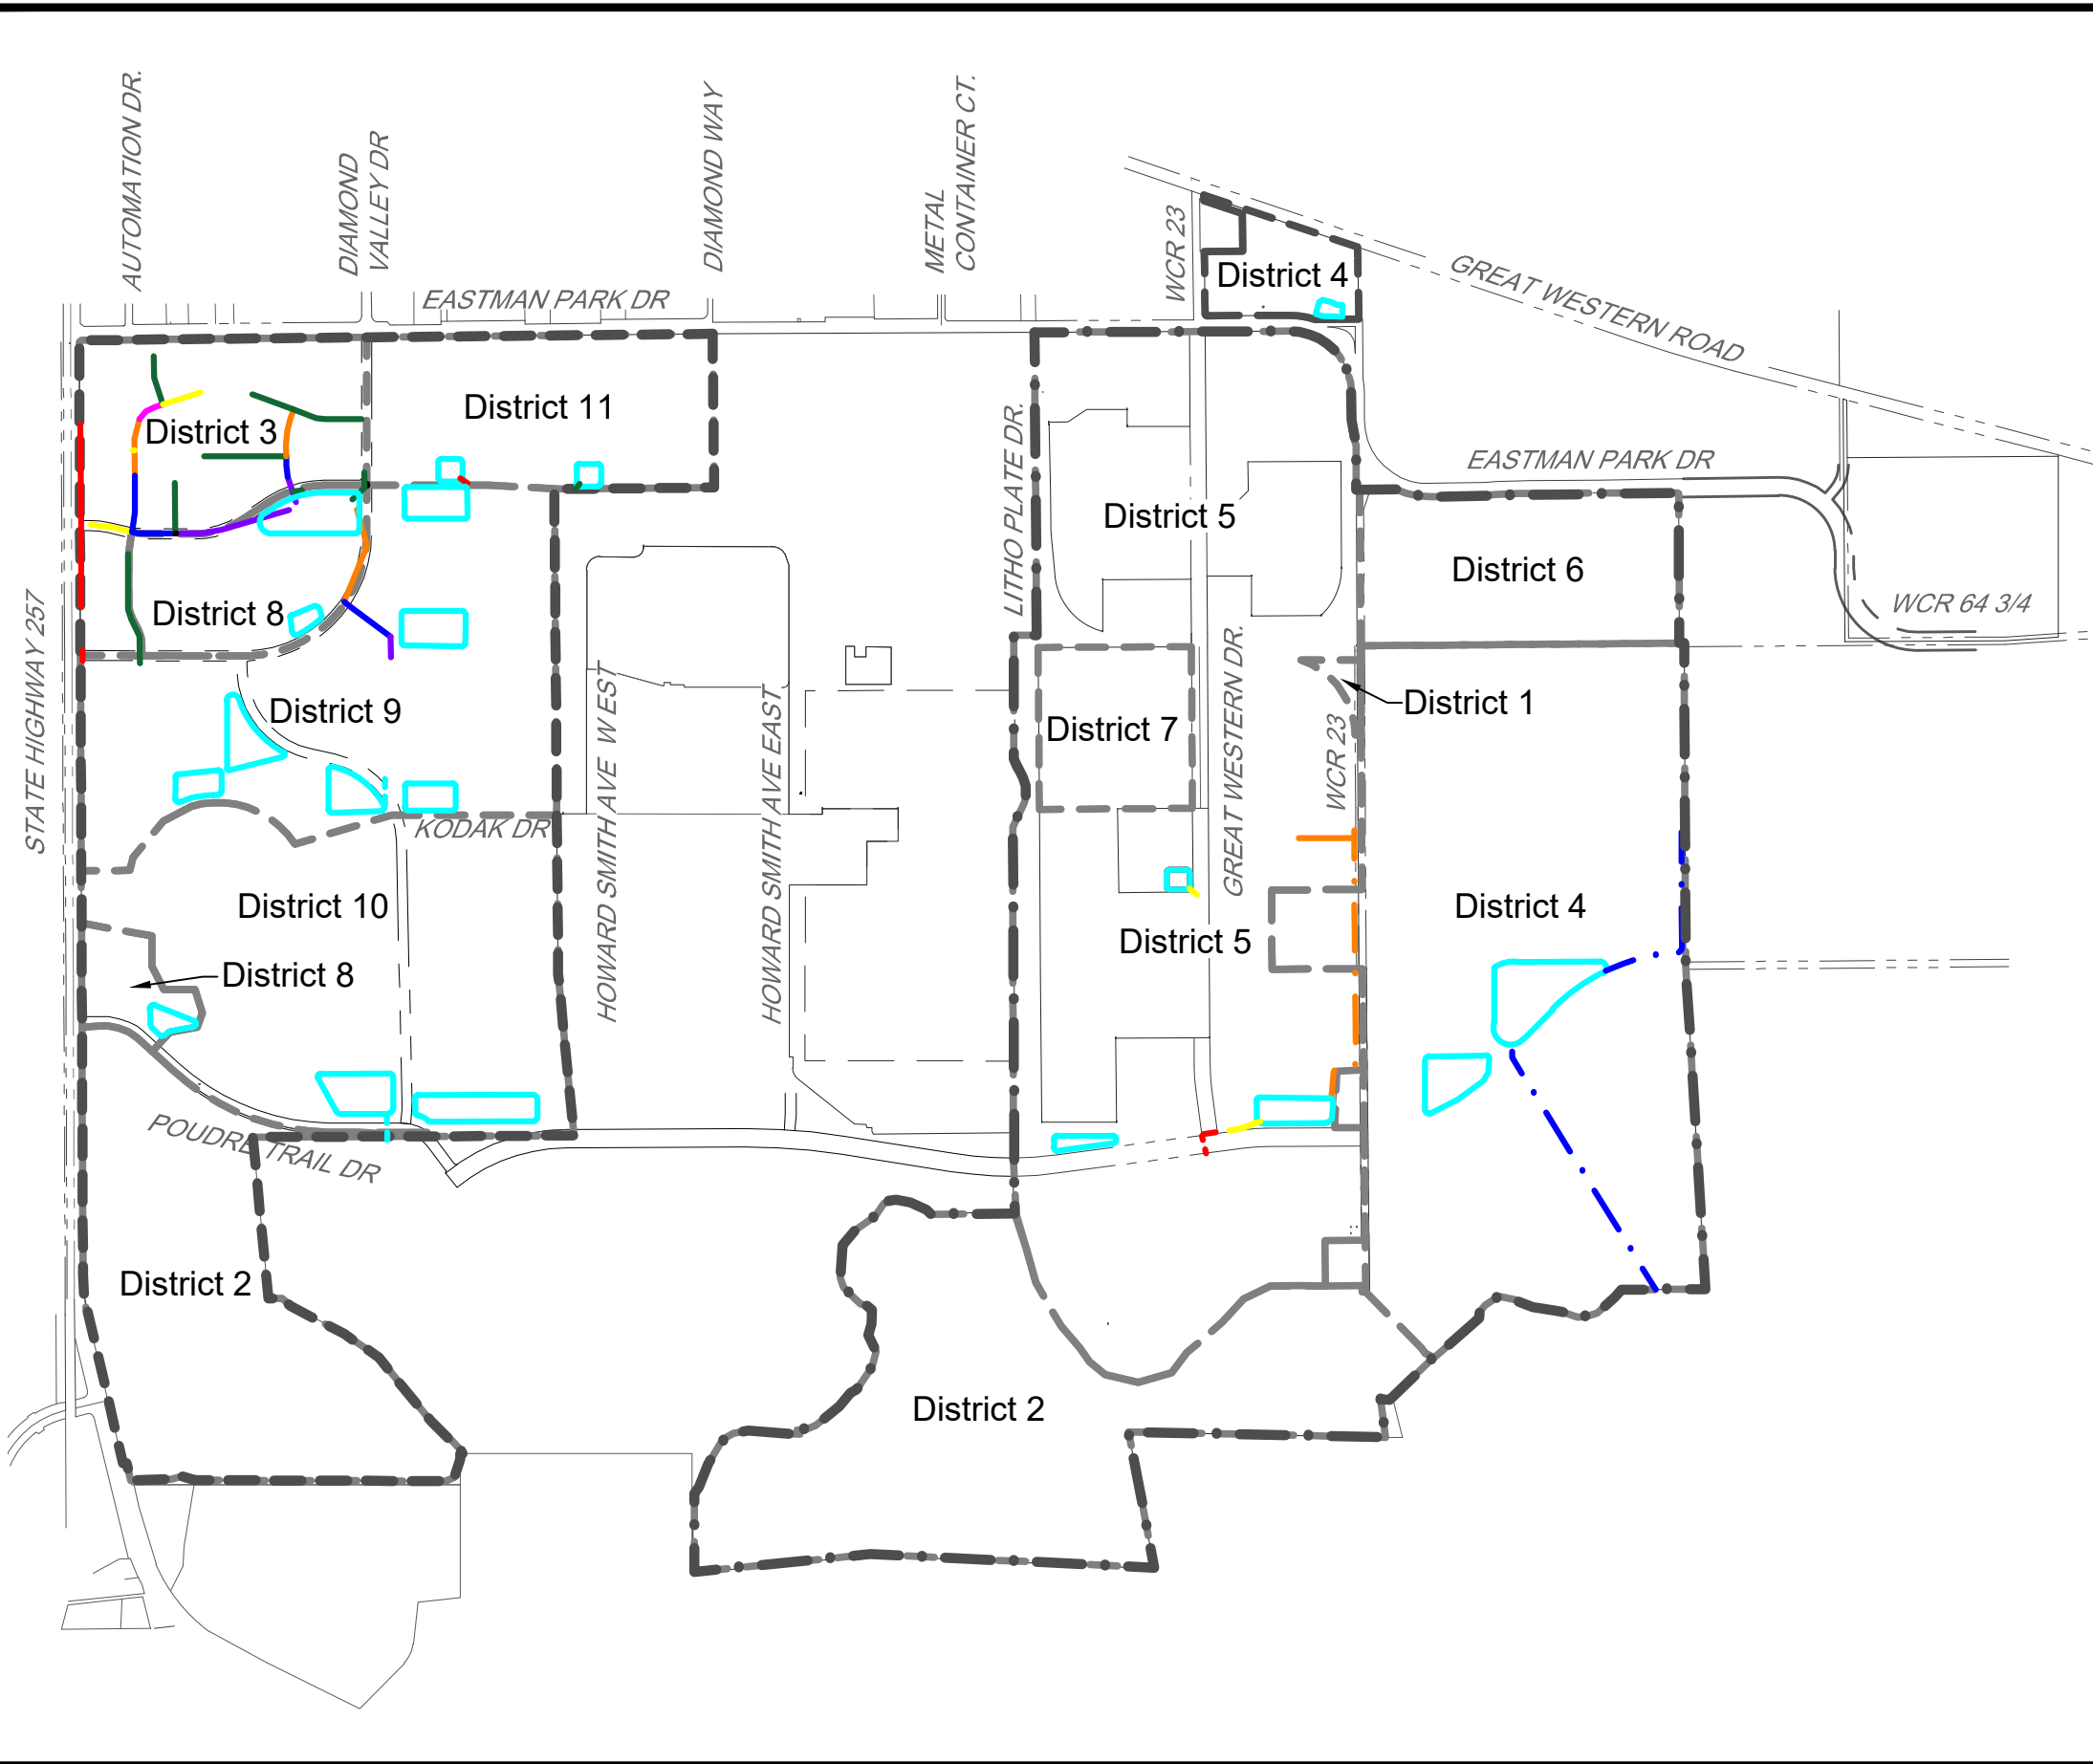 AUTOMATION DR.
DIAMOND
VALLEY DR
DIAMOND WAY
METAL
CONTAINER CT.
WCR 23
GREAT WESTERN ROAD
District 4
EASTMAN PARK DR
District 11
District 3
LITHO PLATE DR.
EASTMAN PARK DR
District 5
District 6
WCR 64 3/4
District 8
STATE HIGHWAY 257
District 9
HOWARD SMITH AVE WEST
HOWARD SMITH AVE EAST
District 7
GREAT WESTERN DR.
WCR 23
District 1
KODAK DR
District 10
District 8
District 5
District 4
POUDRE TRAIL DR
District 2
District 2